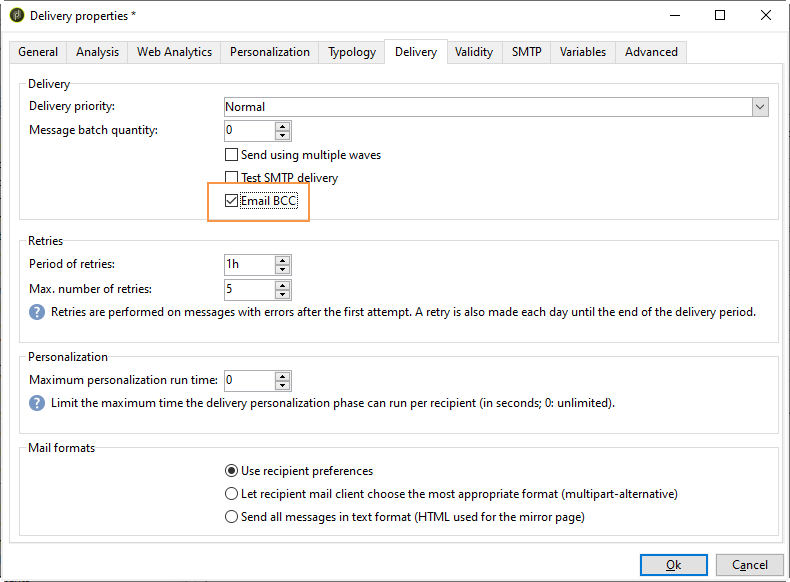 Delivery properties *
General Analysis Web Analytics Personalization Typology Delivery Validity SMTP Variables Advanced
Delivery
Delivery priority: Normal
Message batch quantity: 0
Send using multiple waves
Test SMTP delivery
Email BCC
Retries
Period of retries: 1h
Max. number of retries: 5
? Retries are performed on messages with errors after the first attempt. A retry is also made each day until the end of the delivery period.
Personalization
Maximum personalization run time: 0
? Limit the maximum time the delivery personalization phase can run per recipient (in seconds; 0: unlimited).
Mail formats
Use recipient preferences
Let recipient mail client choose the most appropriate format (multipart-alternative)
Send all messages in text format (HTML used for the mirror page)
Ok Cancel